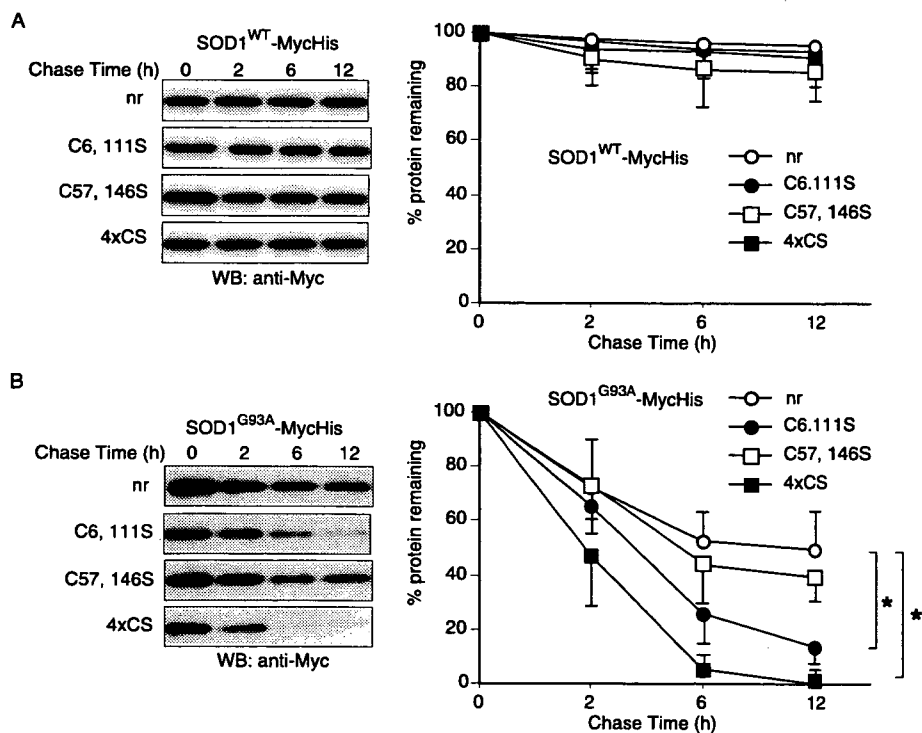 A
SOD1WT-MycHis
Chase Time (h) 0 2 6 12
nr
C6, 111S
C57, 146S
4xCS
WB: anti-Myc
% protein remaining
100
80
60
40
20
0
SOD1WT-MycHis
nr
C6.111S
C57, 146S
4xCS
0 2 6 12
Chase Time (h)
B
SOD1G93A-MycHis
Chase Time (h) 0 2 6 12
nr
C6, 111S
C57, 146S
4xCS
WB: anti-Myc
% protein remaining
100
80
60
40
20
0
SOD1G93A-MycHis
nr
C6.111S
C57, 146S
4xCS
* *
0 2 6 12
Chase Time (h)